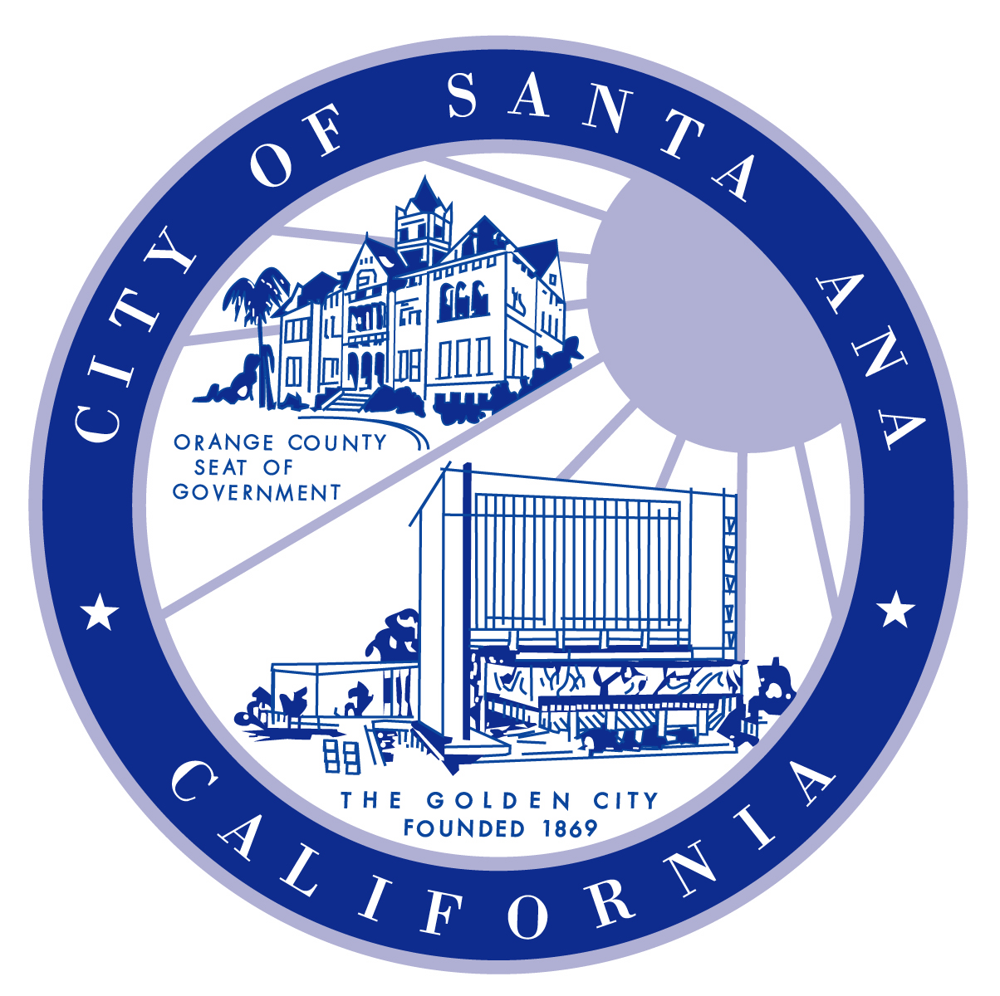 CITY OF SANTA ANA
ORANGE COUNTY
SEAT OF
GOVERNMENT
THE GOLDEN CITY
FOUNDED 1869
CALIFORNIA